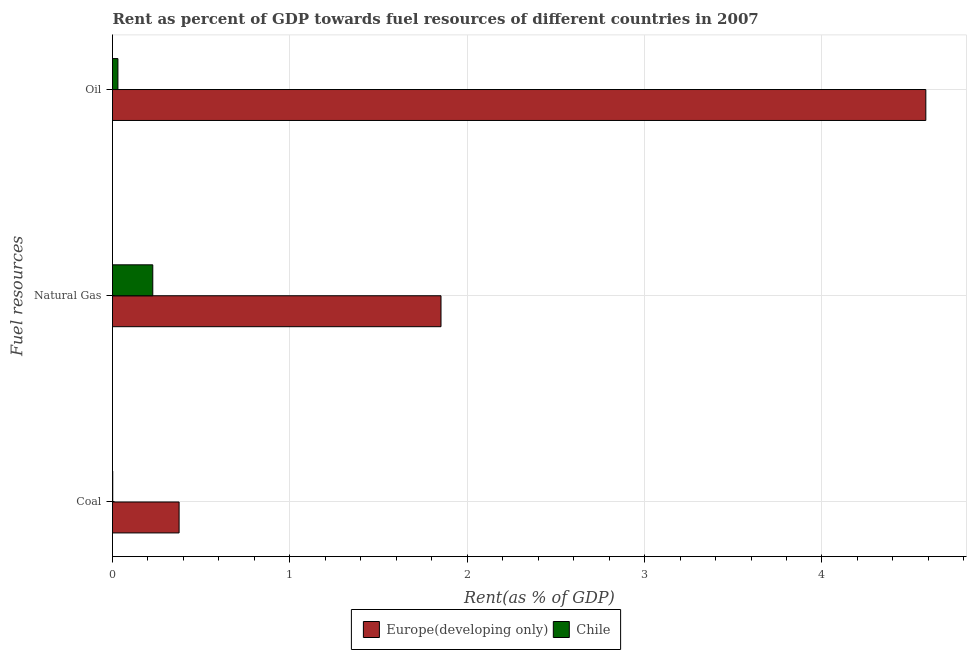 Rent as percent of GDP towards fuel resources of different countries in 2007
Fuel resources
Oil
Natural Gas
Coal
0
1
2
3
4
Rent(as % of GDP)
Europe(developing only)
Chile